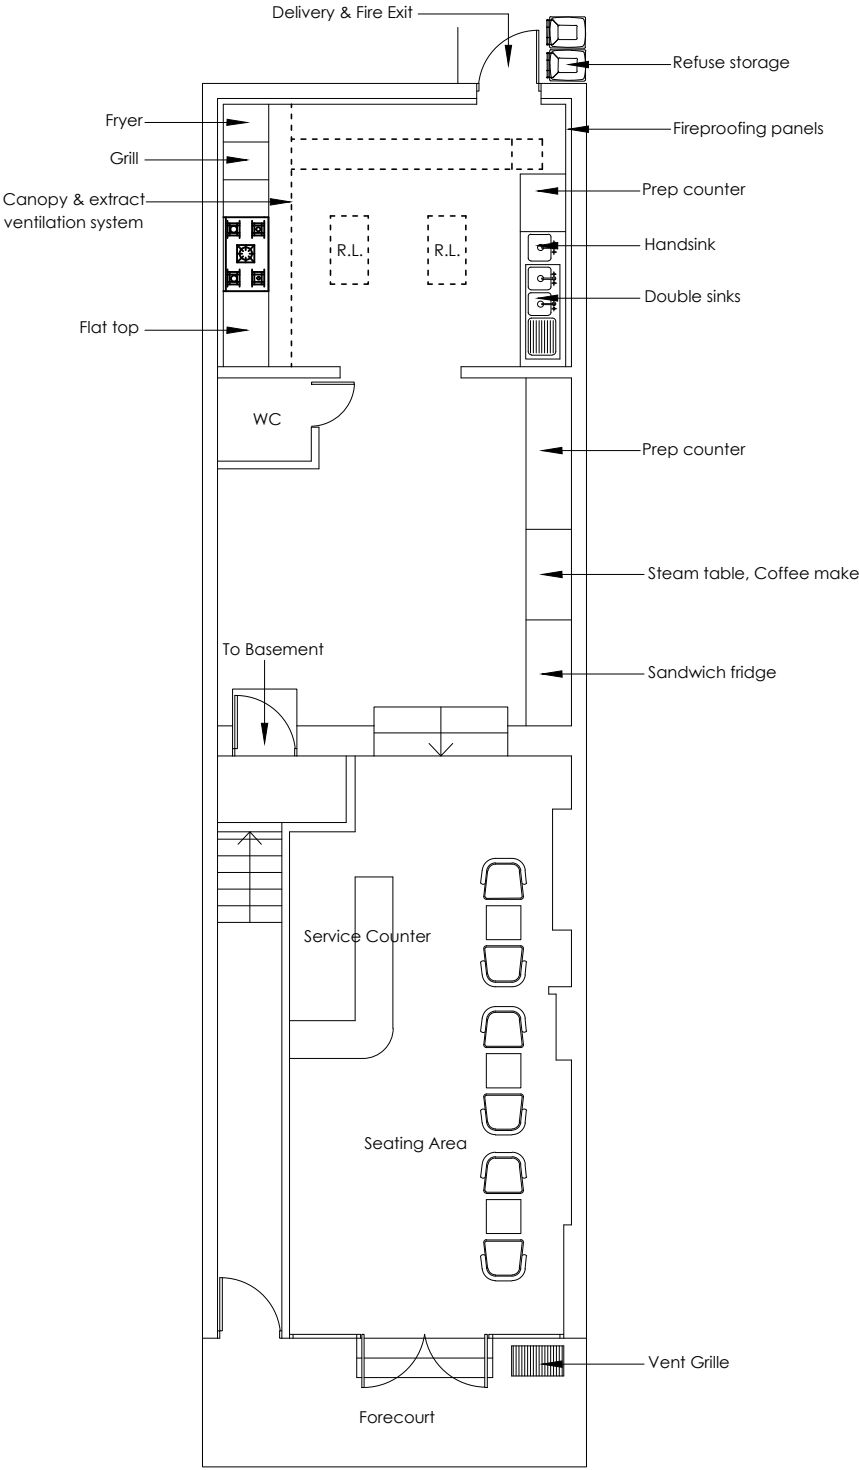 Delivery & Fire Exit
Refuse storage
Fryer
Fireproofing panels
Grill
Prep counter
Canopy & extract
ventilation system
Handsink
R.L.
R.L.
Double sinks
Flat top
WC
Prep counter
Steam table, Coffee make
To Basement
Sandwich fridge
Service Counter
Seating Area
Vent Grille
Forecourt